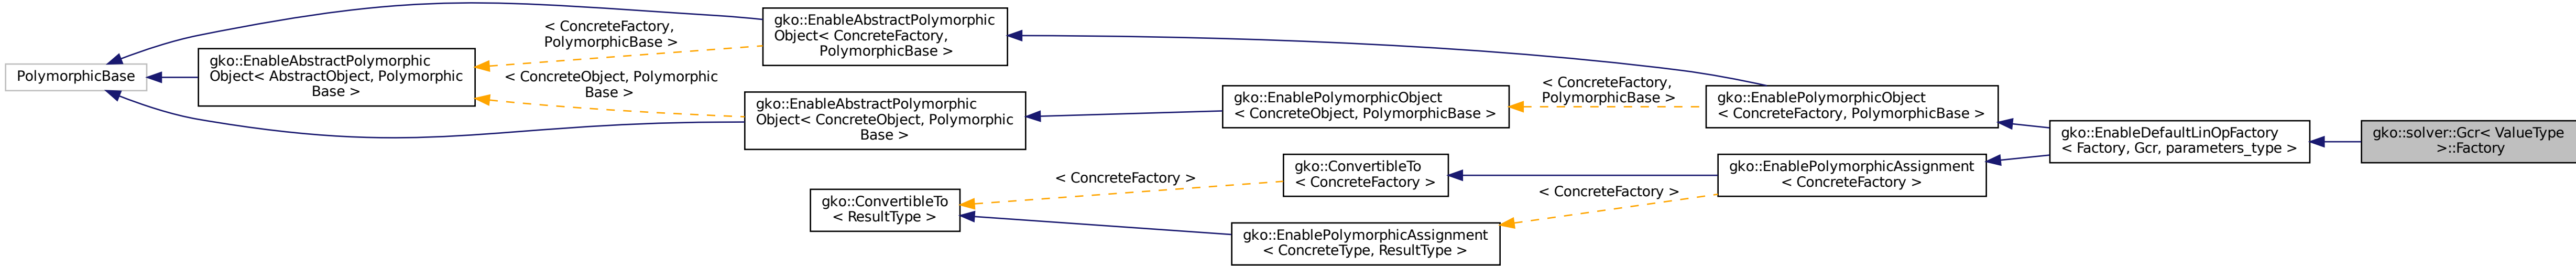 PolymorphicBase
gko::EnableAbstractPolymorphic
Object< AbstractObject, Polymorphic
Base >
< ConcreteFactory,
PolymorphicBase >
< ConcreteObject, Polymorphic
Base >
gko::EnableAbstractPolymorphic
Object< ConcreteFactory,
PolymorphicBase >
gko::EnableAbstractPolymorphic
Object< ConcreteObject, Polymorphic
Base >
gko::ConvertibleTo
< ResultType >
< ConcreteFactory >
gko::EnablePolymorphicObject
< ConcreteObject, PolymorphicBase >
gko::ConvertibleTo
< ConcreteFactory >
gko::EnablePolymorphicAssignment
< ConcreteType, ResultType >
< ConcreteFactory,
PolymorphicBase >
< ConcreteFactory >
gko::EnablePolymorphicObject
< ConcreteFactory, PolymorphicBase >
gko::EnablePolymorphicAssignment
< ConcreteFactory >
gko::EnableDefaultLinOpFactory
< Factory, Gcr, parameters_type >
gko::solver::Gcr< ValueType
>::Factory